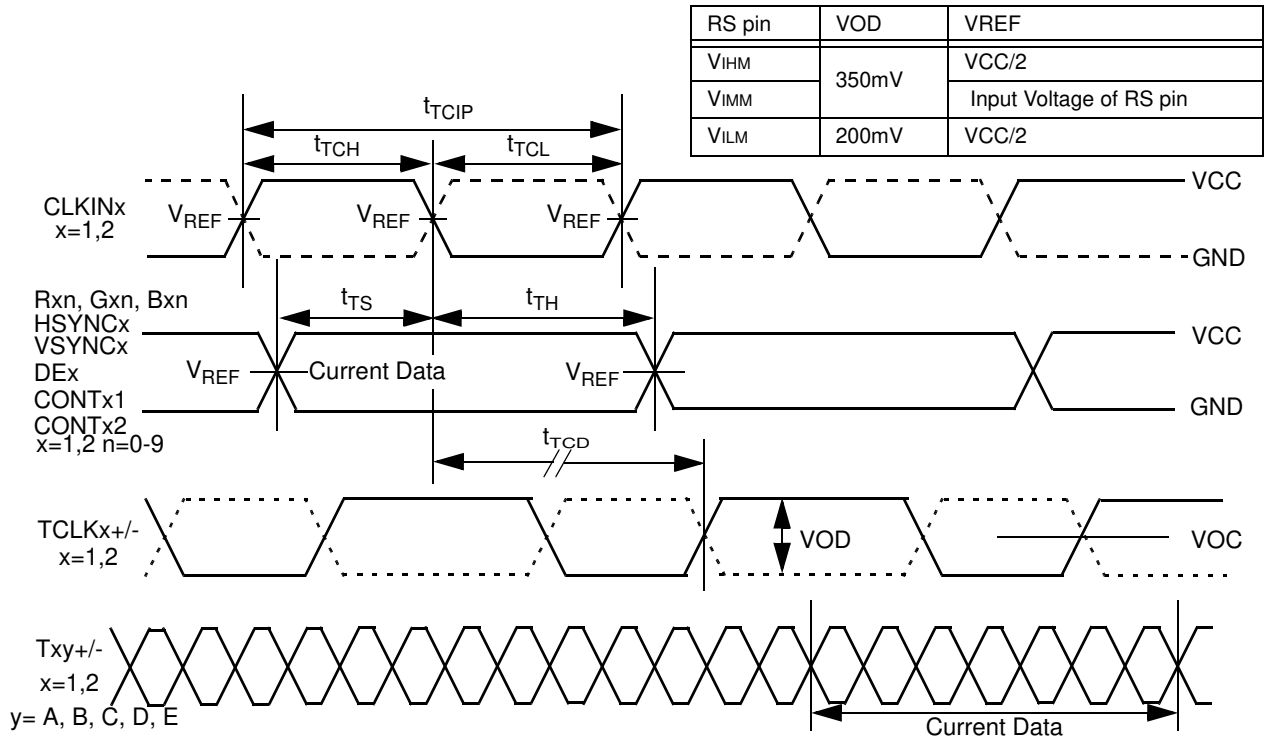 RS pin VOD VREF
VIHM 350mV VCC/2
VIMM Input Voltage of RS pin
VILM 200mV VCC/2
tTCIP
tTCH tTCL
CLKINx
x=1,2
VREF VREF VREF
VCC
GND
Rxn, Gxn, Bxn
HSYNCx
VSYNCx
DEx
CONTx1
CONTx2
x=1,2 n=0-9
tTS tTH
VREF Current Data VREF
VCC
GND
tTCD
TCLKx+/-
x=1,2
VOD
VOC
Txy+/-
x=1,2
y= A, B, C, D, E
Current Data